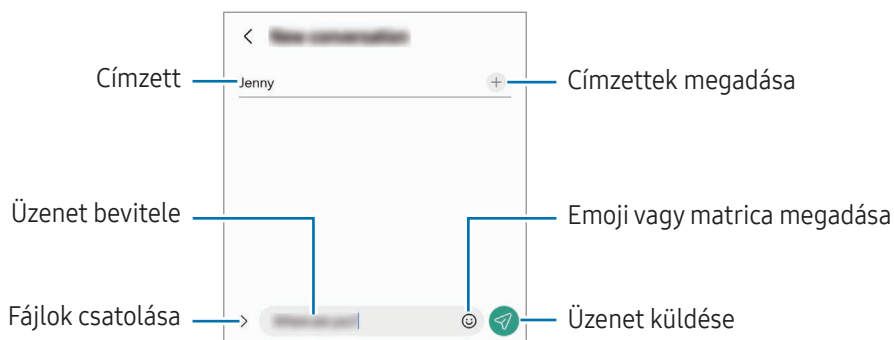 Címzett
Jenny
Címzettek megadása
Üzenet bevitele
Emoji vagy matrica megadása
Fájlok csatolása
Üzenet küldése